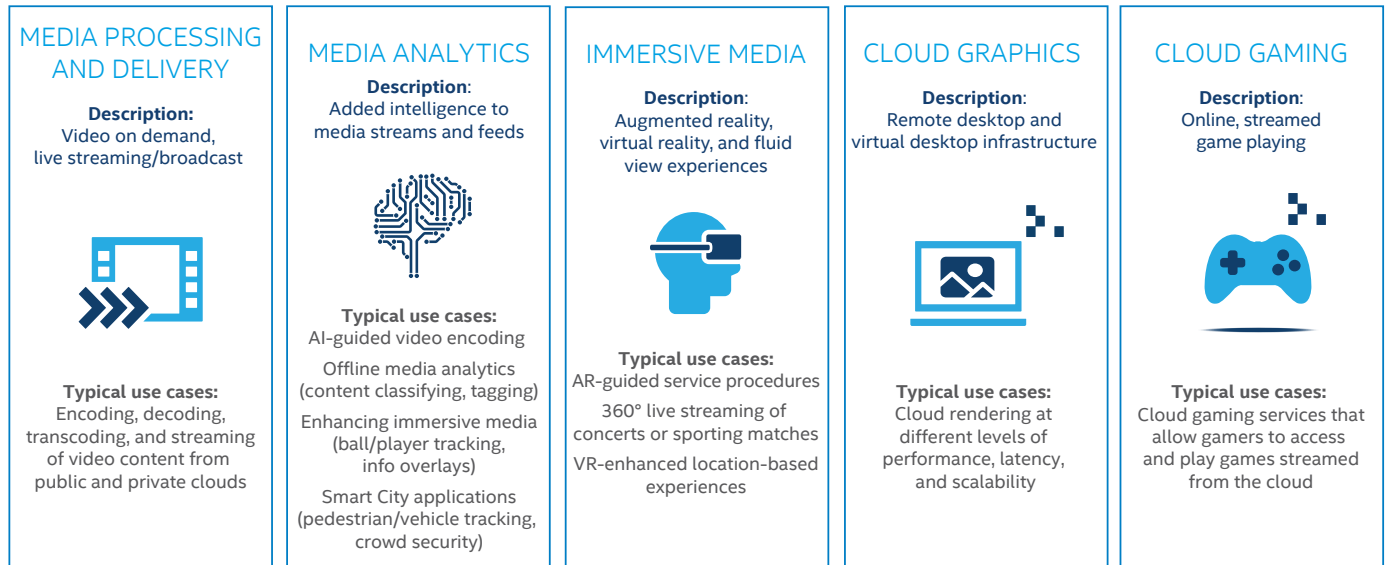 MEDIA PROCESSING
AND DELIVERY
Description:
Video on demand,
live streaming/broadcast
Typical use cases:
Encoding, decoding,
transcoding, and streaming
of video content from
public and private clouds
MEDIA ANALYTICS
Description:
Added intelligence to
media streams and feeds
Typical use cases:
AI-guided video encoding
Offline media analytics
(content classifying, tagging)
Enhancing immersive media
(ball/player tracking,
info overlays)
Smart City applications
(pedestrian/vehicle tracking,
crowd security)
IMMERSIVE MEDIA
Description:
Augmented reality,
virtual reality, and fluid
view experiences
Typical use cases:
AR-guided service procedures
360° live streaming of
concerts or sporting matches
VR-enhanced location-based
experiences
CLOUD GRAPHICS
Description:
Remote desktop and
virtual desktop infrastructure
Typical use cases:
Cloud rendering at
different levels of
performance, latency,
and scalability
CLOUD GAMING
Description:
Online, streamed
game playing
Typical use cases:
Cloud gaming services that
allow gamers to access
and play games streamed
from the cloud